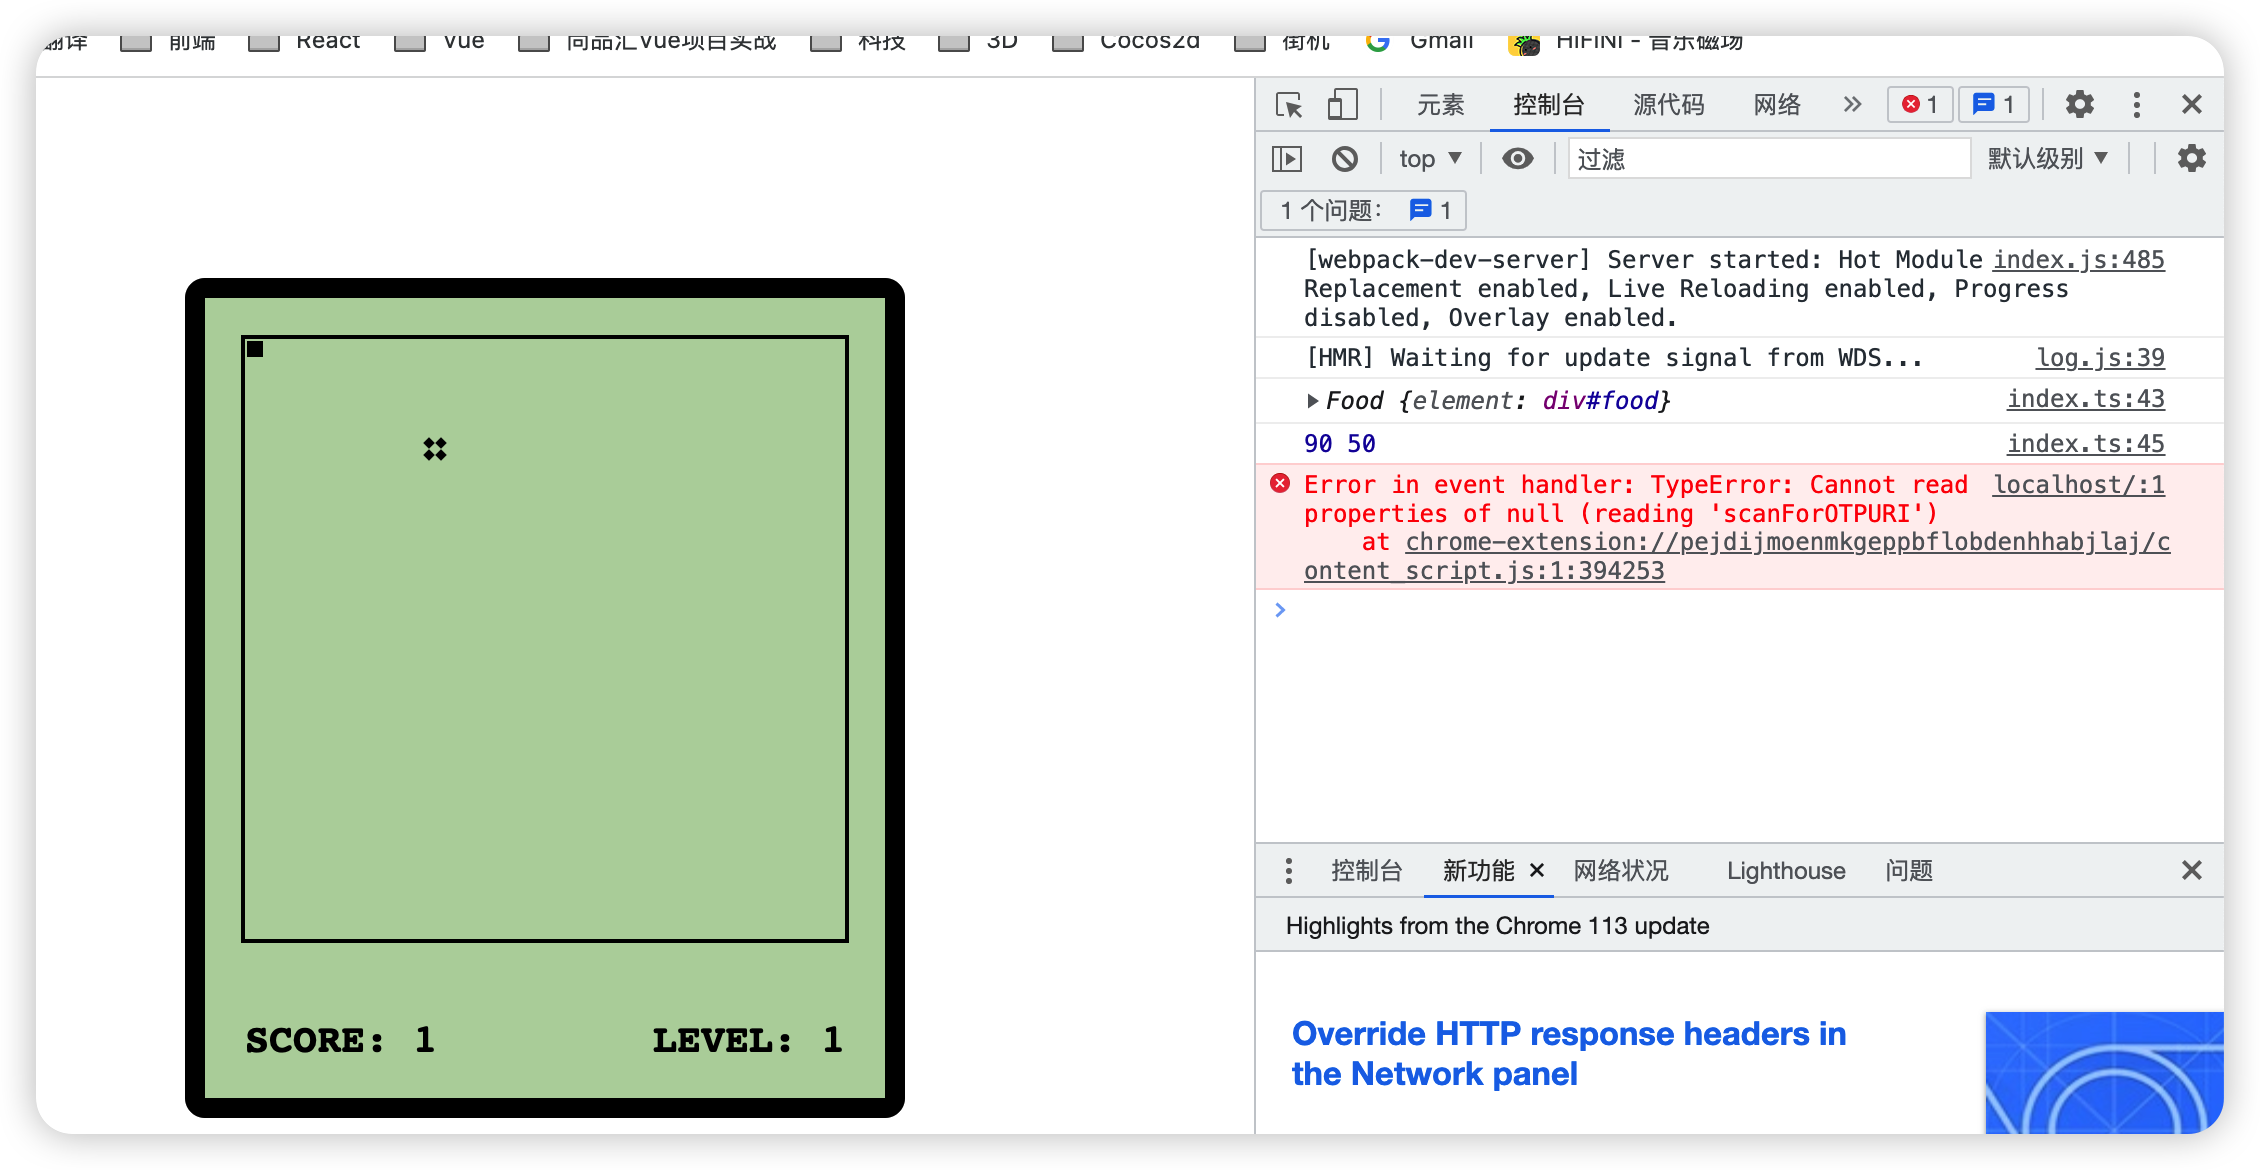 翻译 前端 React Vue 尚品汇Vue项目实战 科技 3D Cocos2d 街机 Gmail HiFiNi - 音乐磁场
元素 控制台 源代码 网络 1 1
top 过滤 默认级别
1 个问题: 1
[webpack-dev-server] Server started: Hot Module index.js:485
Replacement enabled, Live Reloading enabled, Progress
disabled, Overlay enabled.
[HMR] Waiting for update signal from WDS... log.js:39
Food {element: div#food} index.ts:43
90 50 index.ts:45
Error in event handler: TypeError: Cannot read localhost/:1
properties of null (reading 'scanForOTPURI')
at chrome-extension://pejdijmoenmkgeppbflobdenhhabjlaj/c
ontent_script.js:1:394253
SCORE: 1 LEVEL: 1
控制台 新功能 网络状况 Lighthouse 问题
Highlights from the Chrome 113 update
Override HTTP response headers in
the Network panel